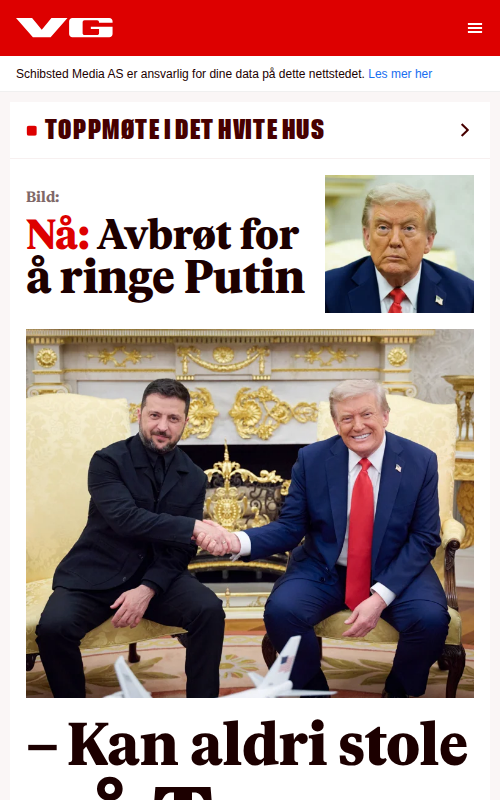 VG
Schibsted Media AS er ansvarlig for dine data på dette nettstedet. Les mer her
TOPPMØTE I DET HVITE HUS
Bild:
Nå: Avbrøt for
å ringe Putin
– Kan aldri stole
på T